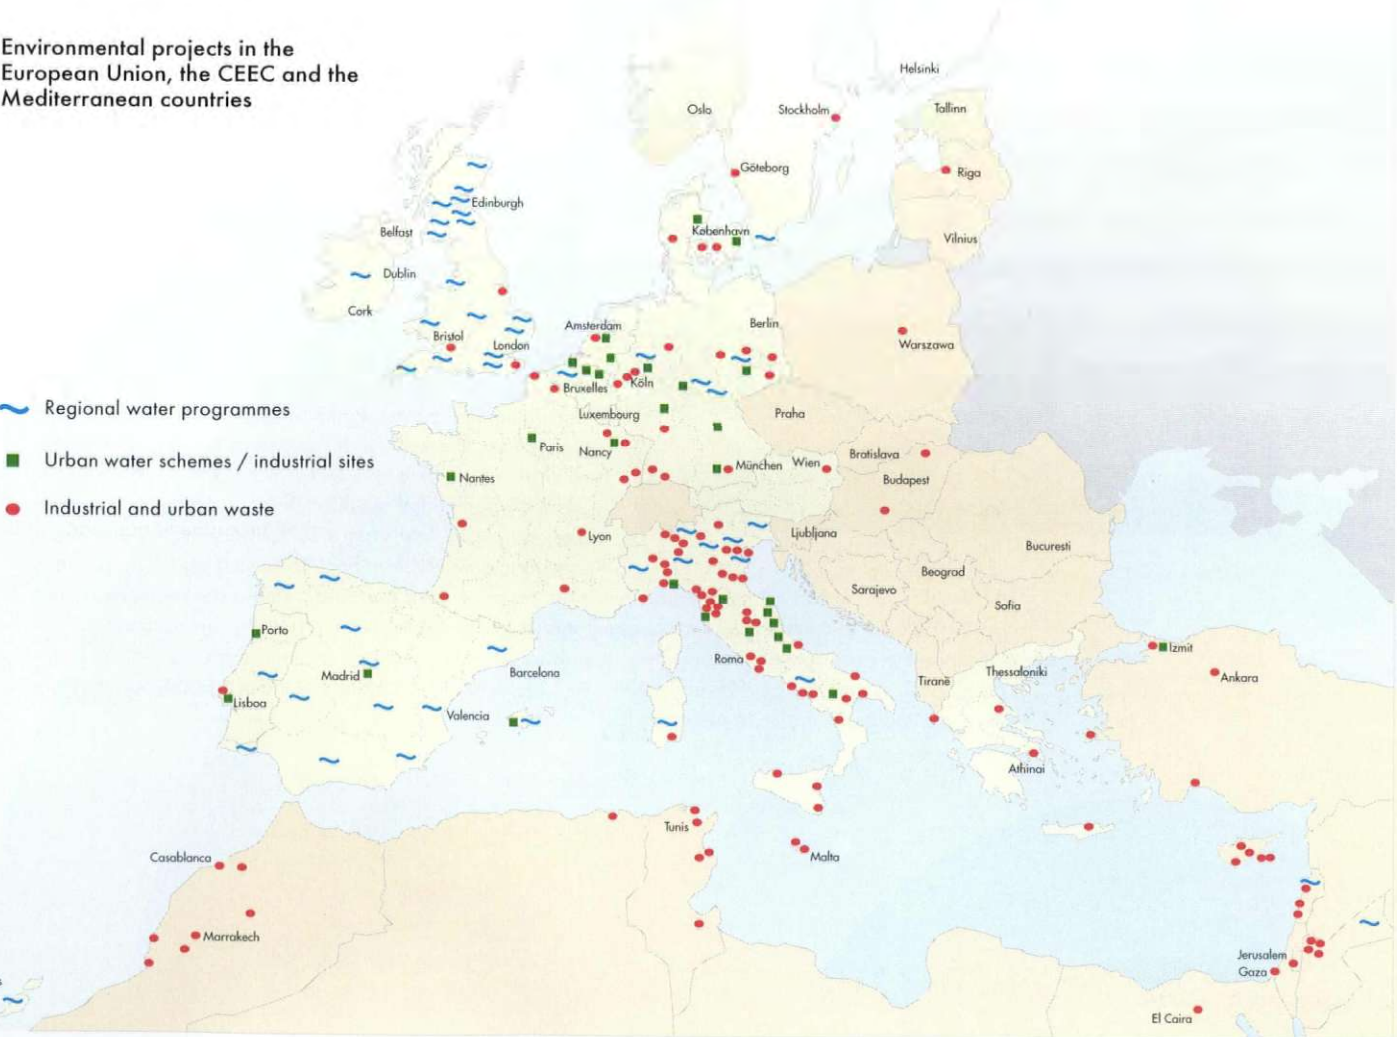 Environmental projects in the
European Union, the CEEC and the
Mediterranean countries
Helsinki
Oslo
Stockholm
Tallinn
Göteborg
Riga
Edinburgh
Belfast
København
Vilnius
Dublin
Cork
Amsterdam
Berlin
Bristol
London
Warszawa
Bruxelles
Köln
Regional water programmes
Luxembourg
Praha
Paris
Nancy
Bratislava
Urban water schemes / industrial sites
München
Wien
Nantes
Budapest
Industrial and urban waste
Lyon
Ljubljana
Bucuresti
Beograd
Sarajevo
Sofia
Porto
Izmit
Roma
Madrid
Barcelona
Thessaloniki
Ankara
Tiranë
Lisboa
Valencia
Athinai
Tunis
Casablanca
Malta
Marrakech
Jerusalem
Gaza
El Caira